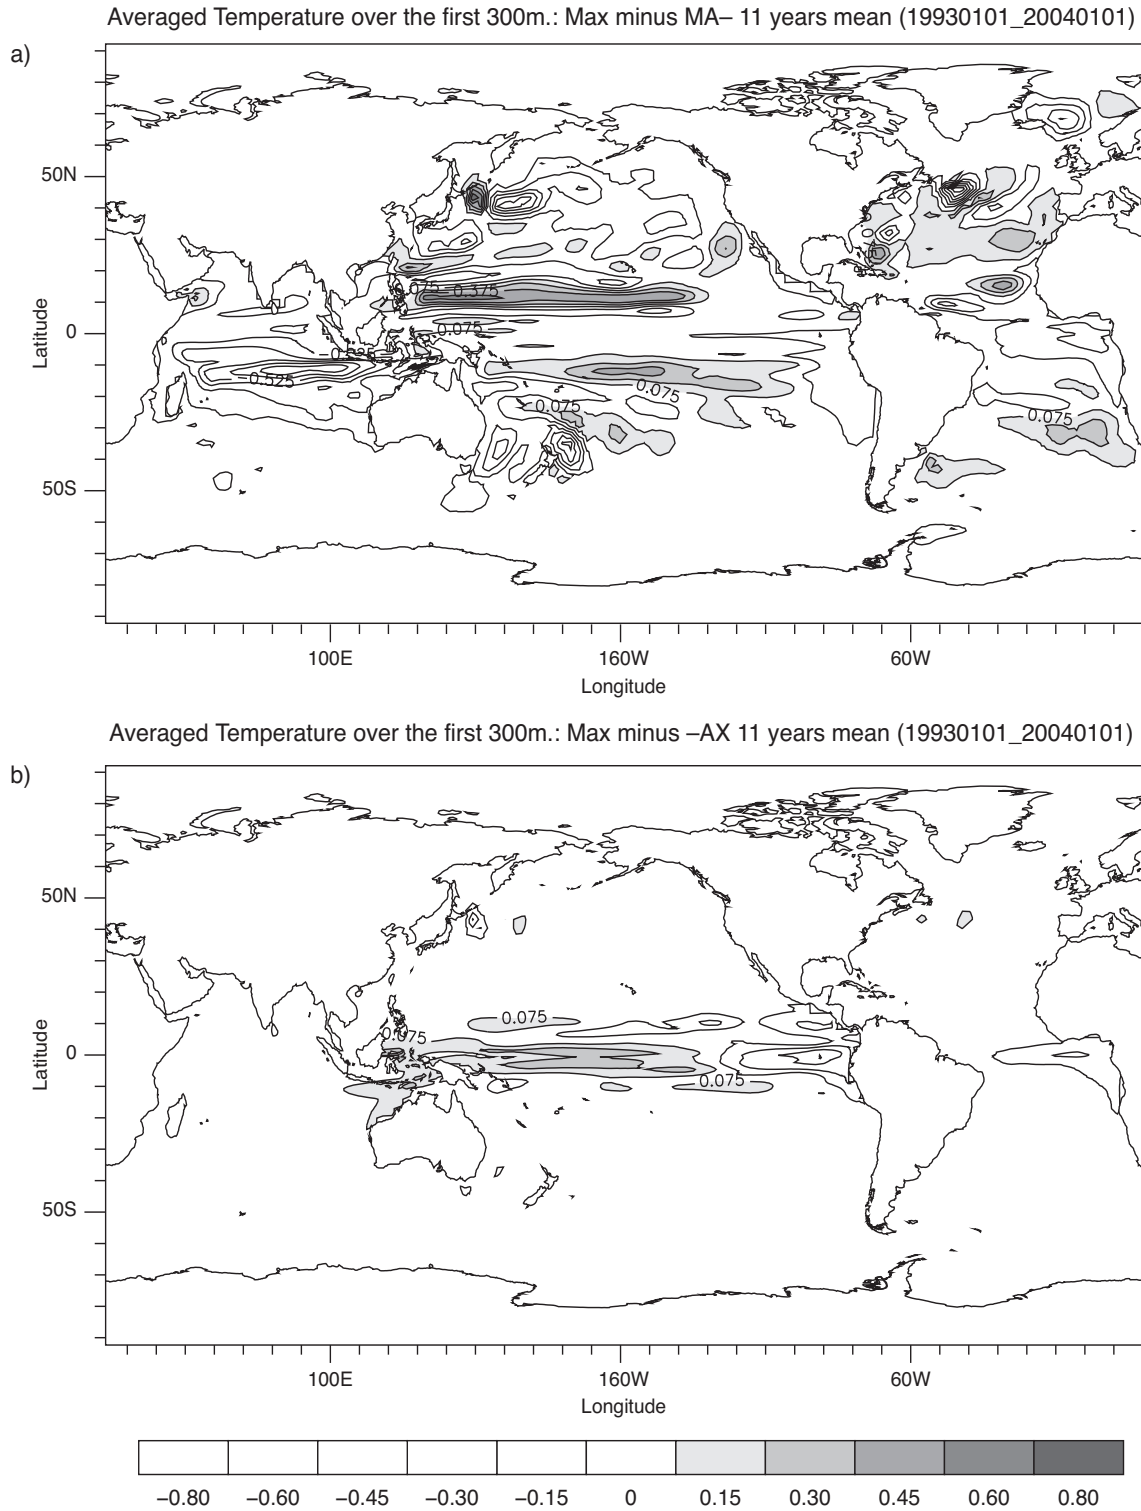 Averaged Temperature over the first 300m.: Max minus MA– 11 years mean (19930101_20040101)
a)
50N
0
50S
Latitude
0.075
0.375
0.075
−0.525
−0.525
0.075
0.075
0.075
100E
160W
60W
Longitude
Averaged Temperature over the first 300m.: Max minus –AX 11 years mean (19930101_20040101)
b)
50N
0
50S
Latitude
0.075
0.075
0.075
100E
160W
60W
Longitude
−0.80 −0.60 −0.45 −0.30 −0.15 0 0.15 0.30 0.45 0.60 0.80